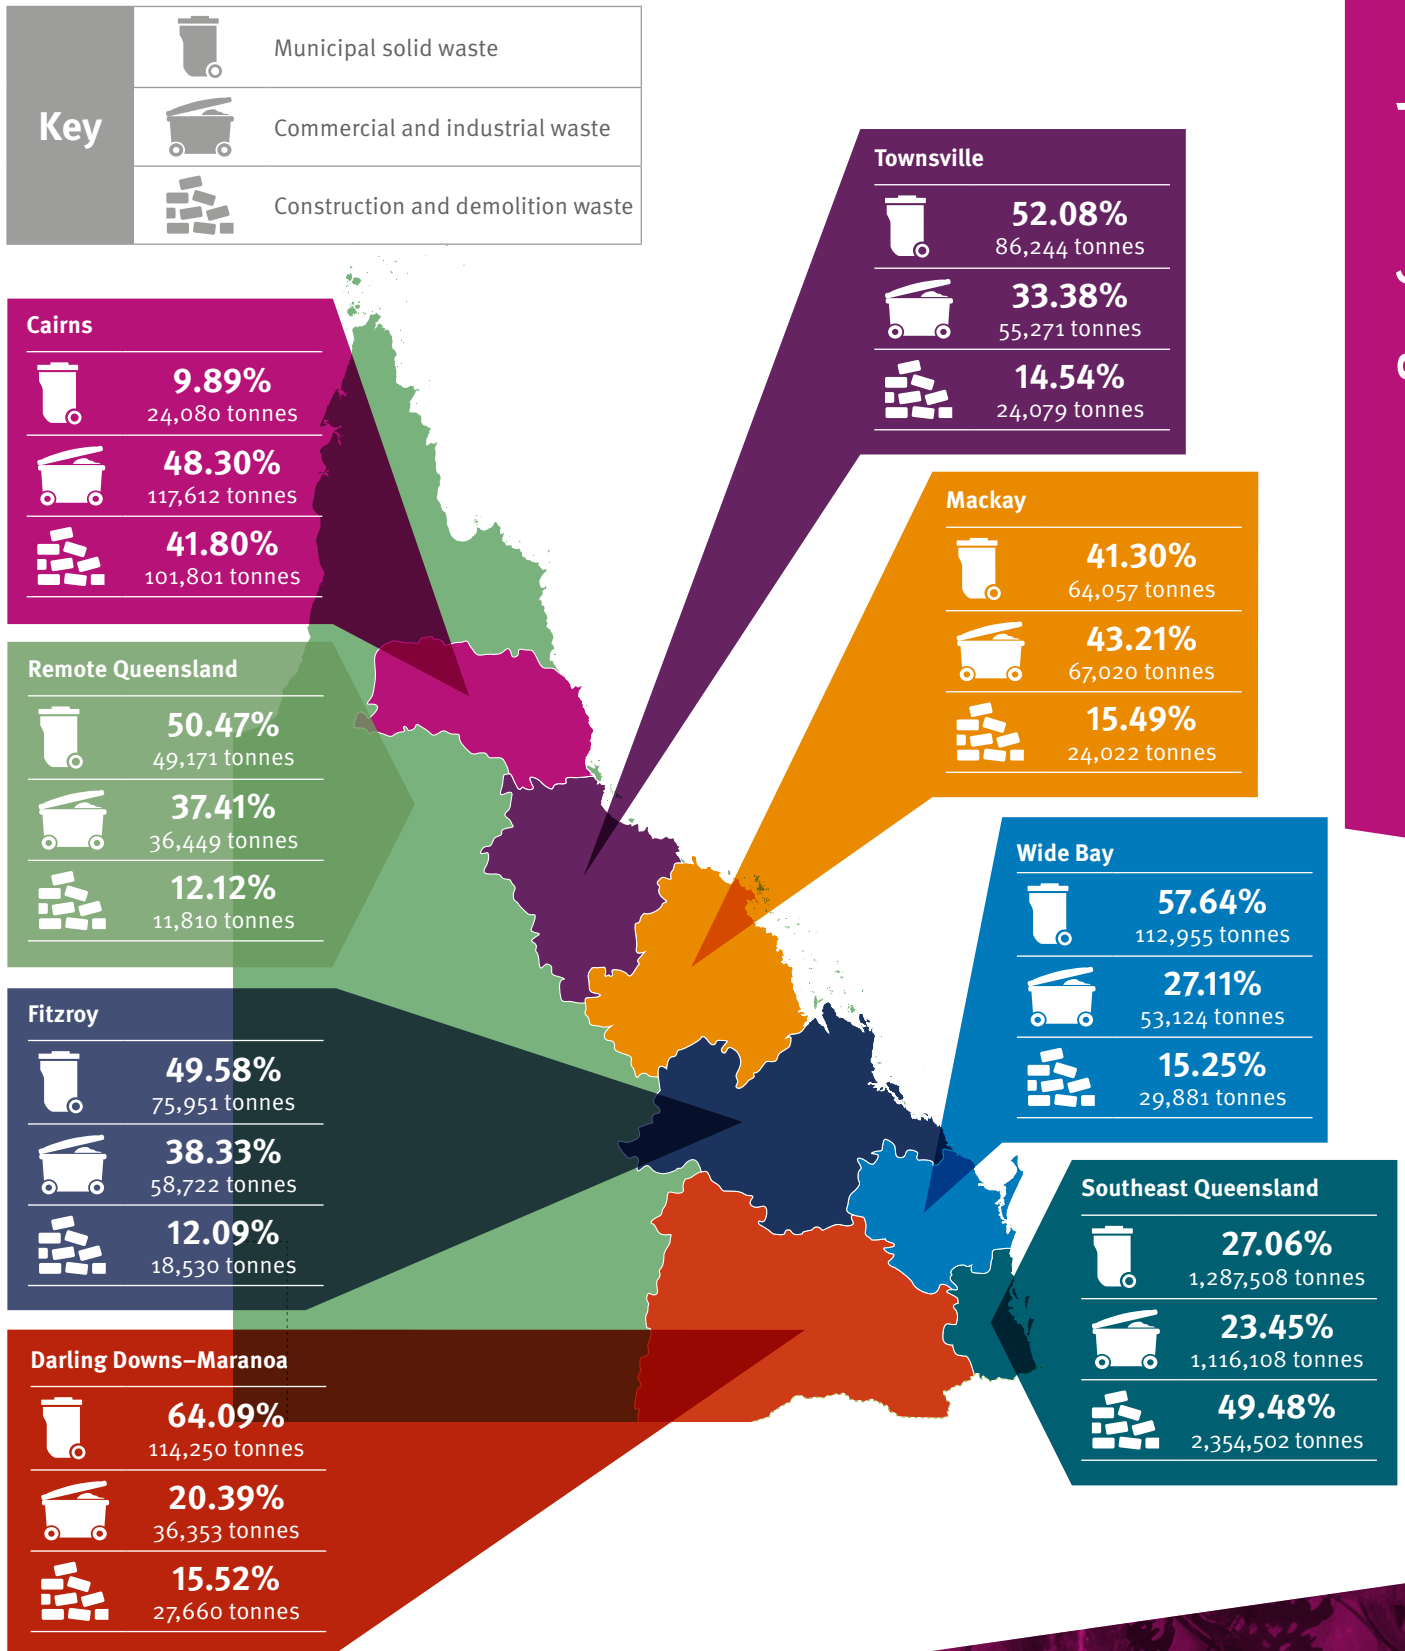 Key
Municipal solid waste
Commercial and industrial waste
Construction and demolition waste
Townsville
52.08%
86,244 tonnes
33.38%
55,271 tonnes
14.54%
24,079 tonnes
Cairns
9.89%
24,080 tonnes
48.30%
117,612 tonnes
41.80%
101,801 tonnes
Mackay
41.30%
64,057 tonnes
43.21%
67,020 tonnes
15.49%
24,022 tonnes
Remote Queensland
50.47%
49,171 tonnes
37.41%
36,449 tonnes
12.12%
11,810 tonnes
Wide Bay
57.64%
112,955 tonnes
27.11%
53,124 tonnes
15.25%
29,881 tonnes
Fitzroy
49.58%
75,951 tonnes
38.33%
58,722 tonnes
12.09%
18,530 tonnes
Southeast Queensland
27.06%
1,287,508 tonnes
23.45%
1,116,108 tonnes
49.48%
2,354,502 tonnes
Darling Downs–Maranoa
64.09%
114,250 tonnes
20.39%
36,353 tonnes
15.52%
27,660 tonnes